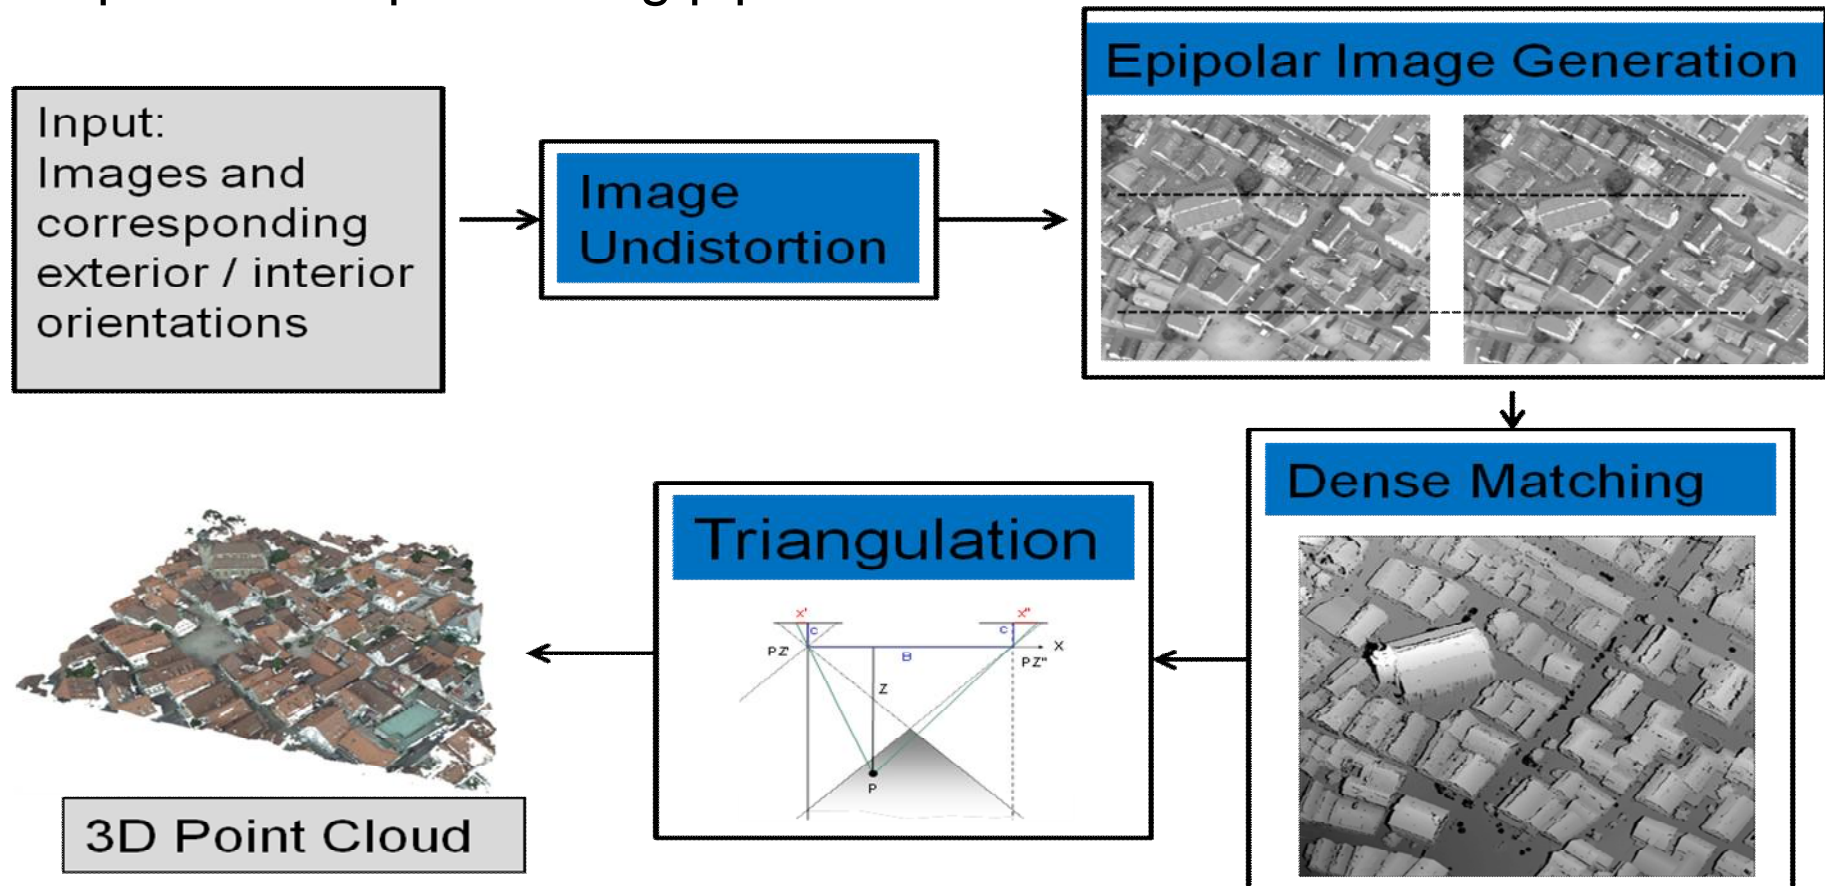 Input:
Images and
corresponding
exterior / interior
orientations
Image
Undistortion
Epipolar Image Generation
Dense Matching
Triangulation
x' x"
c c
PZ' B PZ" X
Z
P
3D Point Cloud